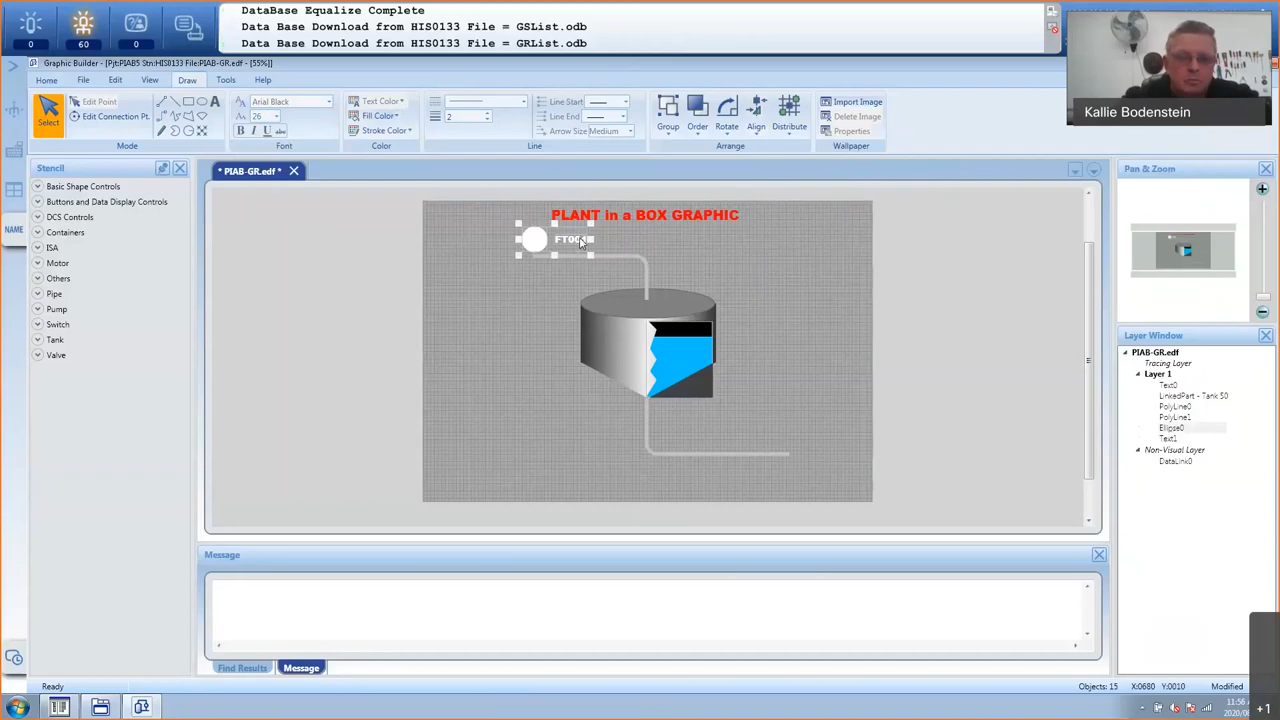 DataBase Equalize Complete
Data Base Download from HIS0133 File = GSList.odb
Data Base Download from HIS0133 File = GRList.odb
0
60
0
Kallie Bodenstein
Graphic Builder - [Pjt:PIAB5 Stn:HIS0133 File:PIAB-GR.edf - [55%]]
Home File Edit View Draw Tools Help
Select
Edit Point
Edit Connection Pt.
Mode
Arial Black
26
B I U
Font
Text Color
Fill Color
Stroke Color
Color
2
Line Start
Line End
Arrow Size Medium
Line
Group Order Rotate Align Distribute
Arrange
Import Image
Delete Image
Properties
Wallpaper
Stencil
Basic Shape Controls
Buttons and Data Display Controls
DCS Controls
Containers
ISA
Motor
Others
Pipe
Pump
Switch
Tank
Valve
NAME
* PIAB-GR.edf *
PLANT in a BOX GRAPHIC
Pan & Zoom
Layer Window
PIAB-GR.edf
Tracing Layer
Layer 1
Text0
LinkedPart - Tank 50
PolyLine0
PolyLine1
Ellipse0
Text1
Non-Visual Layer
DataLink0
Message
Find Results Message
Ready
Objects: 15 X:0680 Y:0010 Modified
11:56
+1